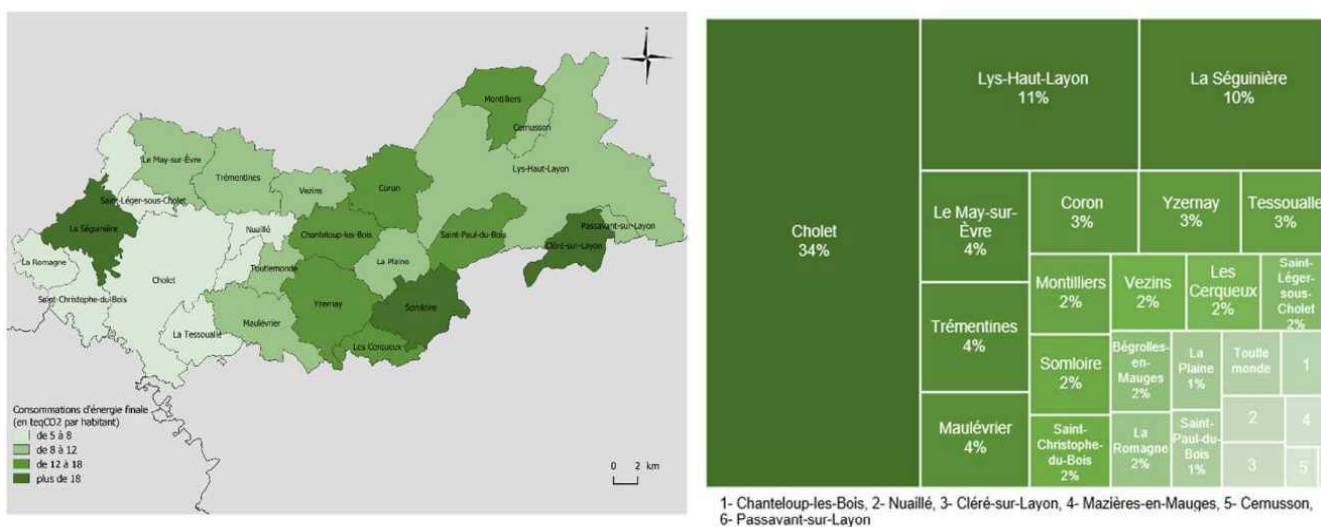 Montilliers
Cernusson
Le May-sur-Èvre
Trémentines
Vezins
Coron
Lys-Haut-Layon
Saint-Léger-sous-Cholet
La Séguinière
Nuaillé
Chanteloup-les-Bois
Saint-Paul-du-Bois
Passavant-sur-Layon
Cléré-sur-Layon
La Romagne
Cholet
Toutlemonde
La Plaine
Saint-Christophe-du-Bois
Yzernay
Somloire
La Tessoualle
Maulévrier
Les Cerqueux
Consommations d'énergie finale
(en teqCO2 par habitant)
de 5 à 8
de 8 à 12
de 12 à 18
plus de 18
0 2 km
Cholet
34%
Lys-Haut-Layon
11%
La Séguinière
10%
Le May-sur-
Èvre
4%
Coron
3%
Yzernay
3%
Tessoualle
3%
Trémentines
4%
Montilliers
2%
Vezins
2%
Les
Cerqueux
2%
Saint-
Léger-
sous-
Cholet
2%
Maulévrier
4%
Somloire
2%
Bégrolles-
en-
Mauges
2%
La
Plaine
1%
Toutle
monde
1
Saint-
Christophe-
du-Bois
2%
La
Romagne
2%
Saint-
Paul-du-
Bois
1%
2
4
3
5
1- Chanteloup-les-Bois, 2- Nuaillé, 3- Cléré-sur-Layon, 4- Mazières-en-Mauges, 5- Cernusson,
6- Passavant-sur-Layon